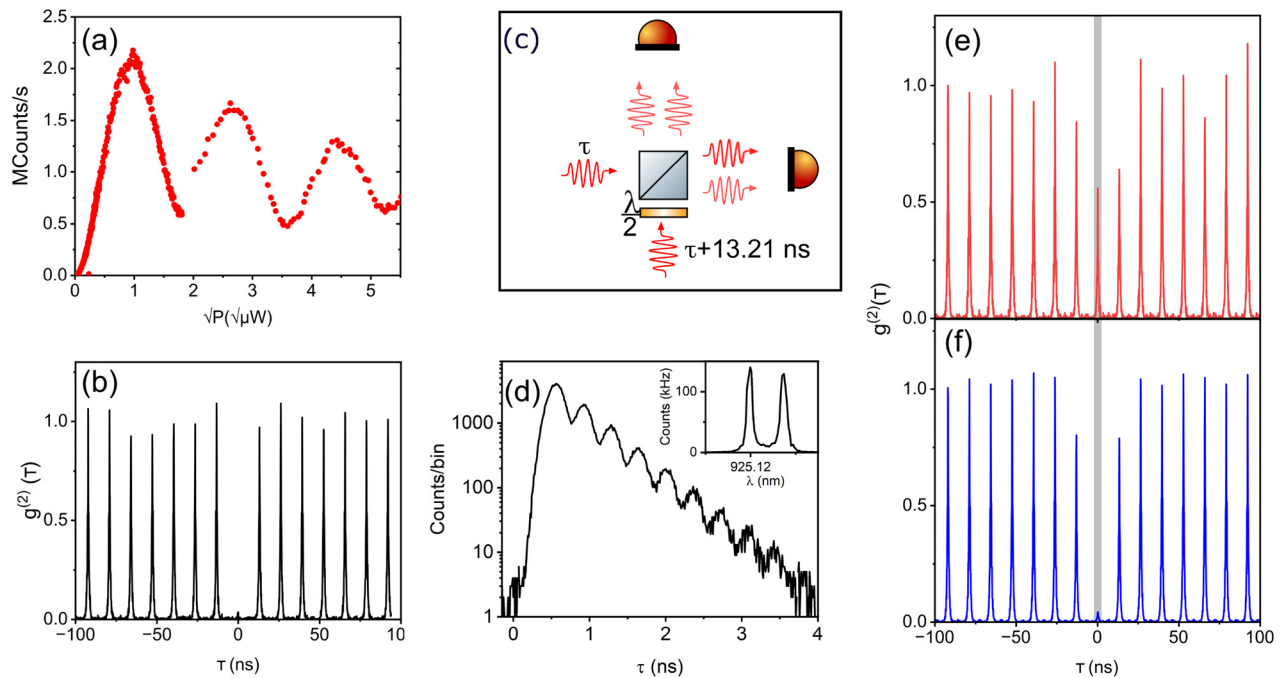 (a)
2.5
2.0
1.5
1.0
0.5
0.0
MCounts/s
0 1 2 3 4 5
√P(√μW)
(b)
1.0
0.5
0.0
g(2) (τ)
−100 −50 0 50 10
τ (ns)
(c)
τ
λ
2
τ+13.21 ns
(d)
1000
100
10
1
Counts/bin
0 1 2 3 4
τ (ns)
100
0
Counts (kHz)
925.12
λ (nm)
(e)
1.0
0.5
0.0
g(2)(τ)
(f)
1.0
0.5
0.0
−100 −50 0 50 100
τ (ns)